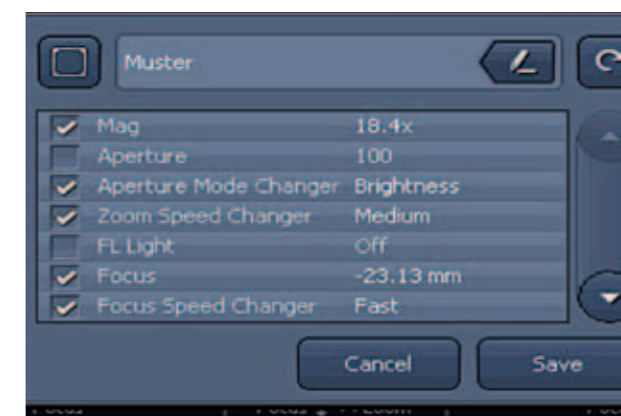 Muster
Mag 18.4x
Aperture 100
Aperture Mode Changer Brightness
Zoom Speed Changer Medium
FL Light Off
Focus -23.13 mm
Focus Speed Changer Fast
Cancel Save